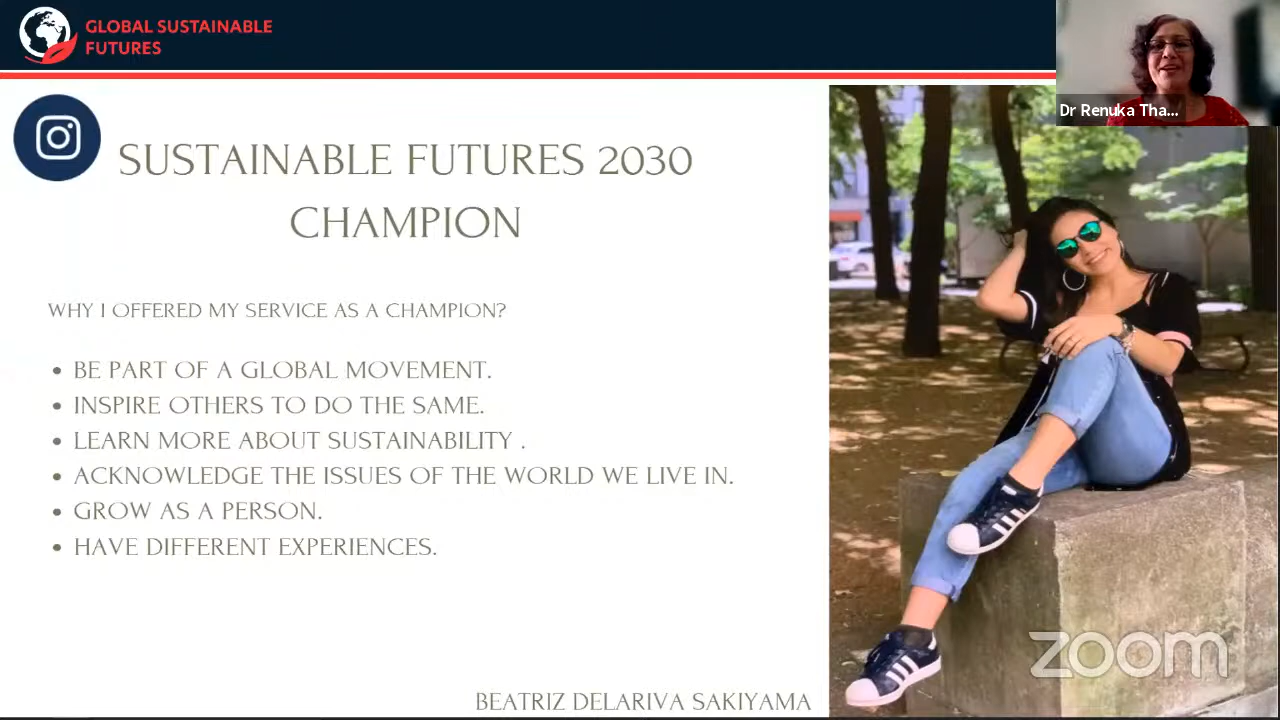 GLOBAL SUSTAINABLE
FUTURES
Dr Renuka Tha...
SUSTAINABLE FUTURES 2030
CHAMPION
WHY I OFFERED MY SERVICE AS A CHAMPION?
• BE PART OF A GLOBAL MOVEMENT.
• INSPIRE OTHERS TO DO THE SAME.
• LEARN MORE ABOUT SUSTAINABILITY .
• ACKNOWLEDGE THE ISSUES OF THE WORLD WE LIVE IN.
• GROW AS A PERSON.
• HAVE DIFFERENT EXPERIENCES.
zoom
BEATRIZ DELARIVA SAKIYAMA